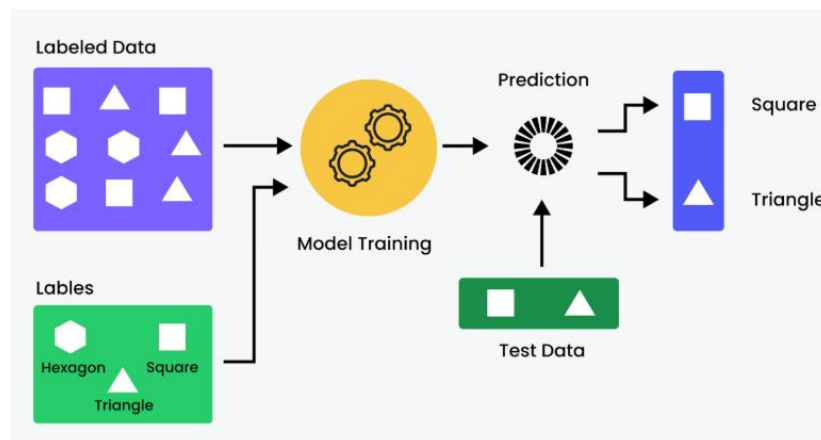 Labeled Data
Prediction
Square
Triangle
Model Training
Lables
Hexagon
Square
Triangle
Test Data